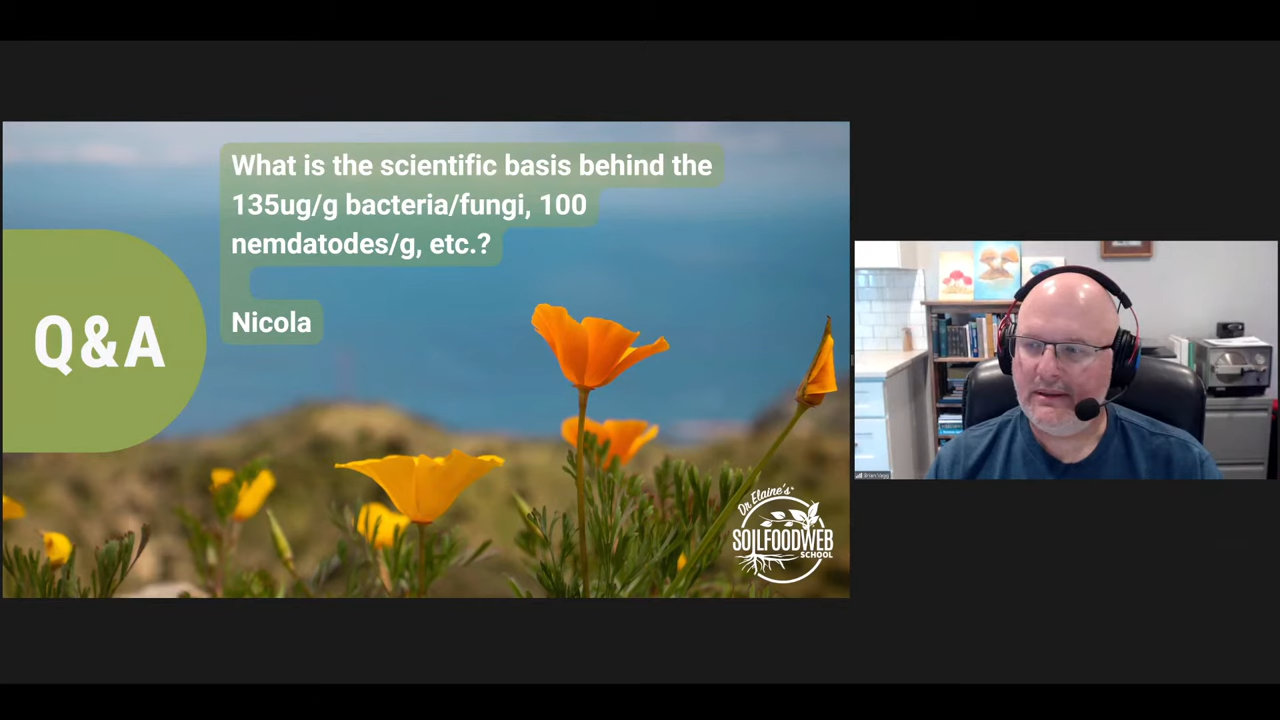 What is the scientific basis behind the
135ug/g bacteria/fungi, 100
nemdatodes/g, etc.?
Nicola
Q&A
Dr. Elaine's
SOILFOODWEB
SCHOOL